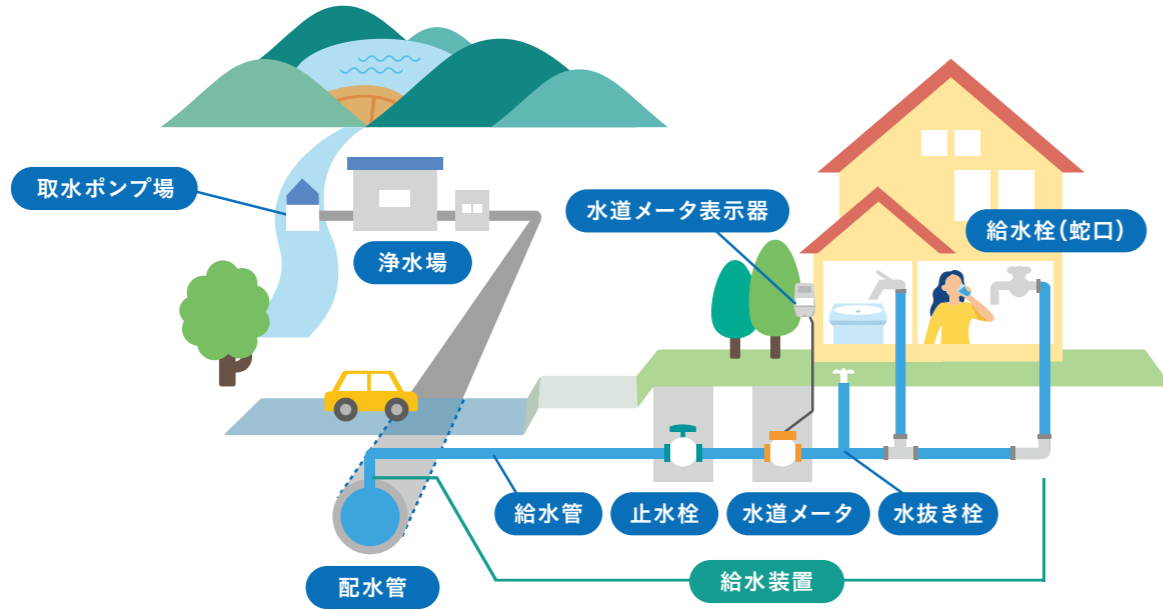 取水ポンプ場
浄水場
水道メータ表示器
給水栓(蛇口)
給水管
止水栓
水道メータ
水抜き栓
配水管
給水装置